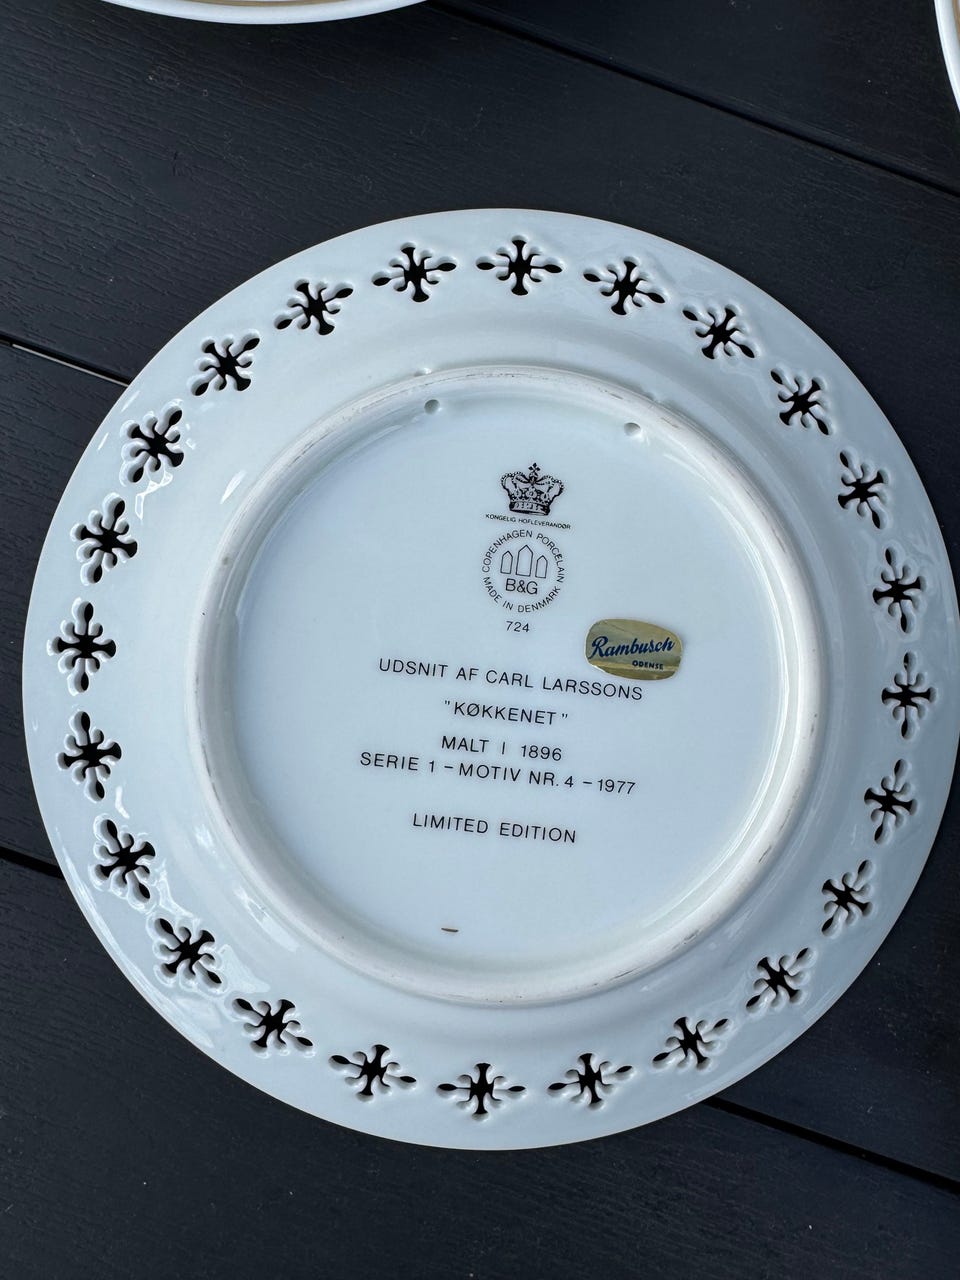 KONGELIG HOFLEVERANDØR
COPENHAGEN PORCELAIN
B&G
MADE IN DENMARK
724
Rambusch
ODENSE
UDSNIT AF CARL LARSSONS
"KØKKENET"
MALT I 1896
SERIE 1 – MOTIV NR. 4 – 1977
LIMITED EDITION